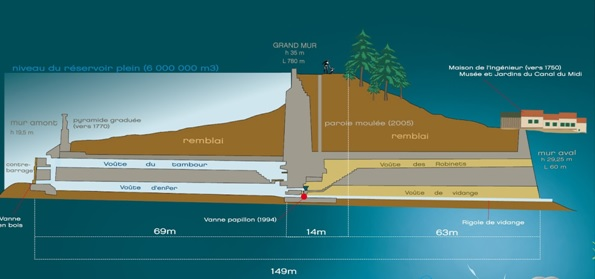 GRAND MUR
h 35 m
L 780 m
niveau du réservoir plein (6 000 000 m3)
Maison de l'ingénieur (vers 1750)
Musée et Jardins du Canal du Midi
mur amont
h 19,5 m
pyramide graduée
(vers 1770)
remblai
paroie moulée (2005)
remblai
mur aval
h 29,25 m
L 60 m
contre-
barrage
Voûte du tambour
Voûte des Robinets
Voûte d'enfer
Voûte de vidange
Vanne
en bois
Vanne papillon (1994)
Rigole de vidange
69m
14m
63m
149m